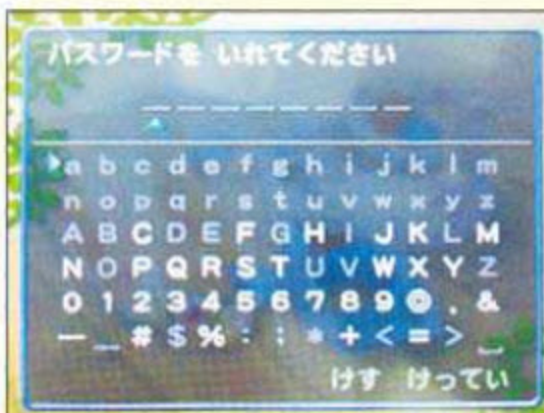 パスワードを いれてください
_ _ _ _ _ _ _ _
a b c d e f g h i j k l m
n o p q r s t u v w x y z
A B C D E F G H I J K L M
N O P Q R S T U V W X Y Z
0 1 2 3 4 5 6 7 8 9 @ . &
— _ # $ % : ; * + < = > ␣
けす けってい